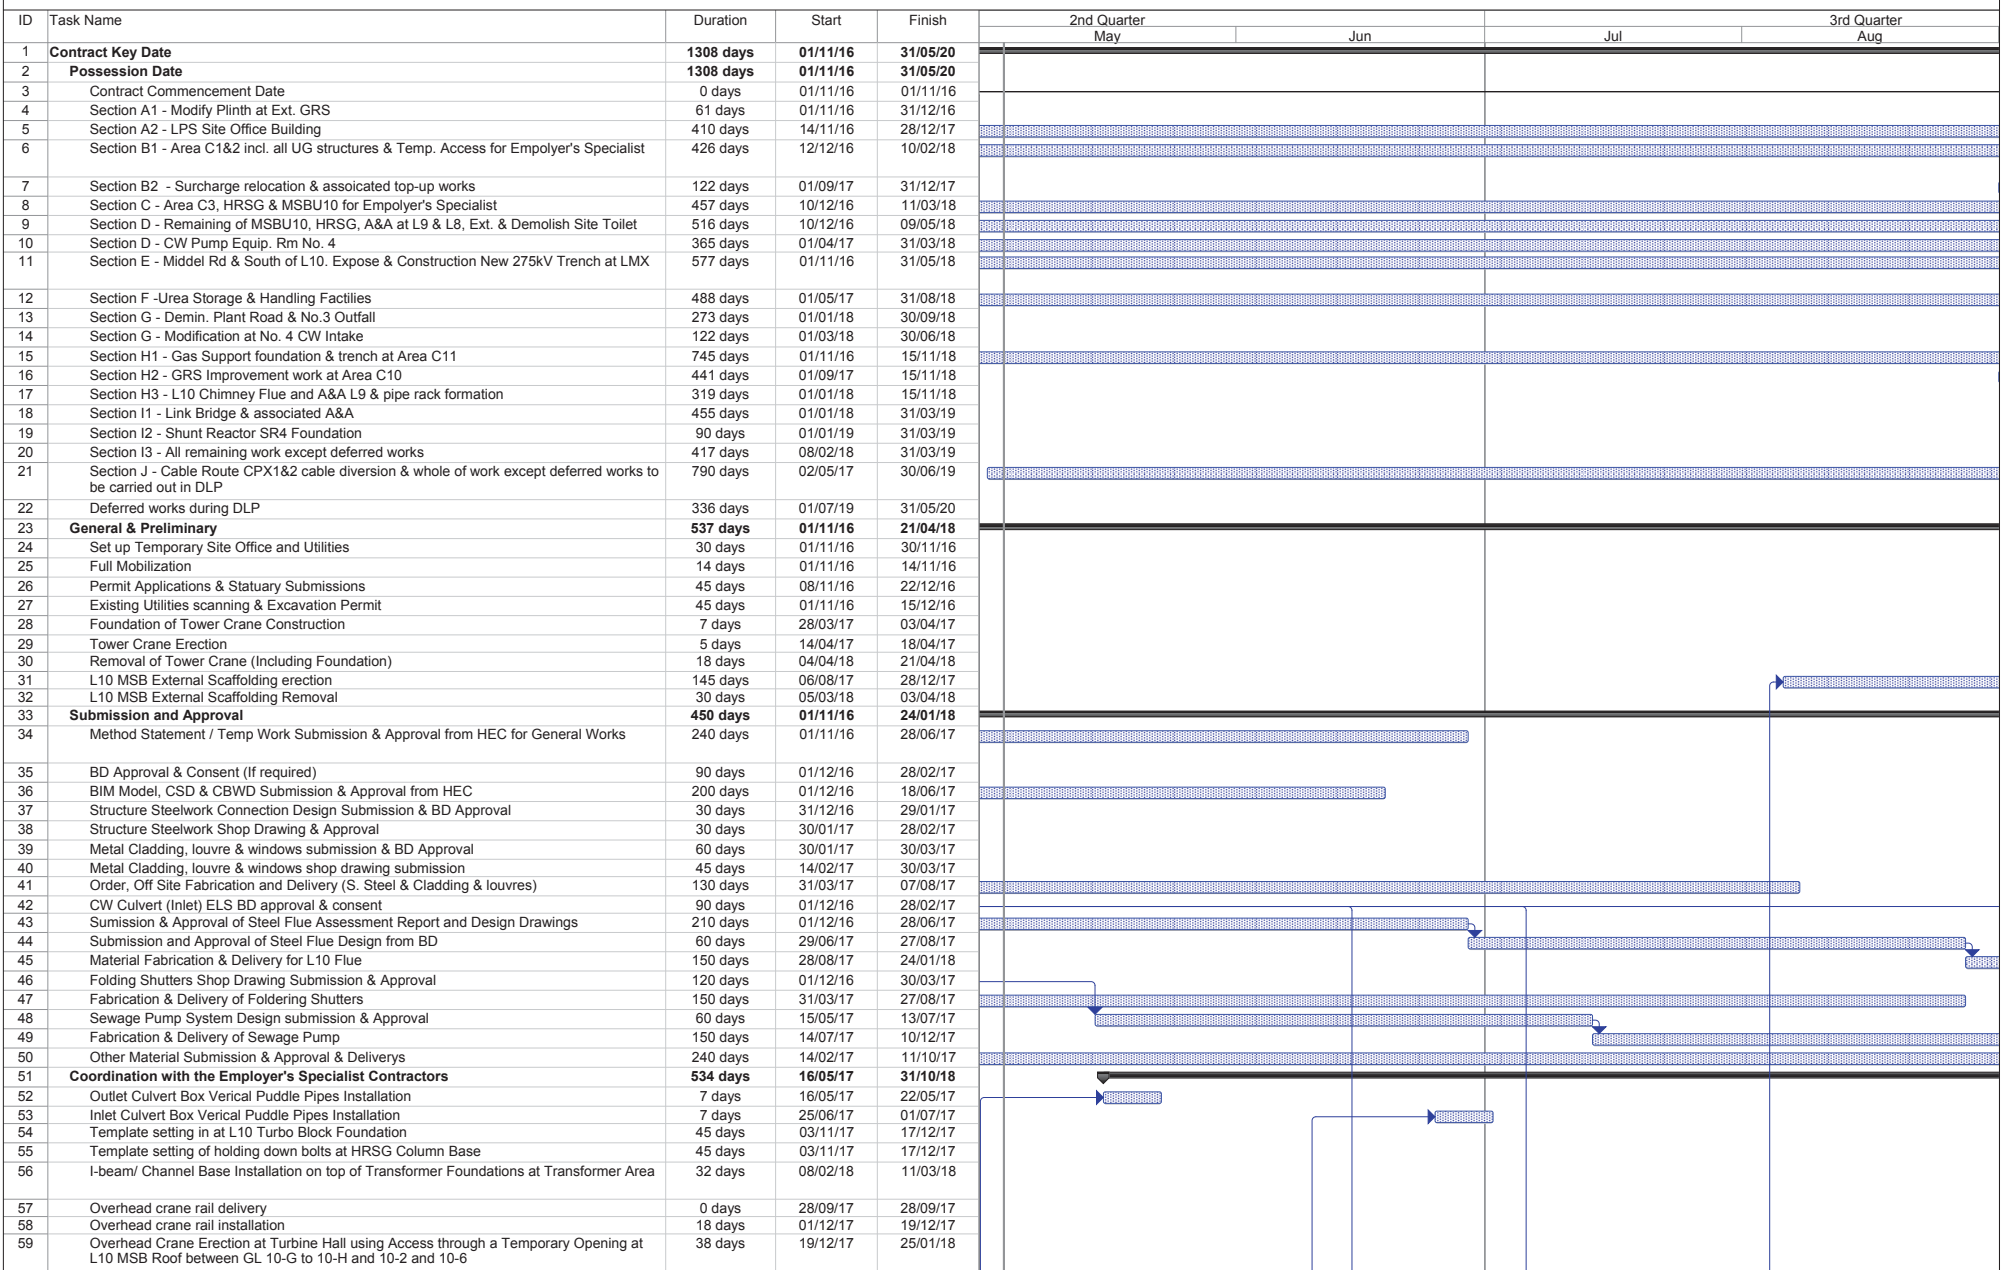 ID Task Name Duration Start Finish 2nd Quarter 3rd Quarter
May Jun Jul Aug
1 Contract Key Date 1308 days 01/11/16 31/05/20
2 Possession Date 1308 days 01/11/16 31/05/20
3 Contract Commencement Date 0 days 01/11/16 01/11/16
4 Section A1 - Modify Plinth at Ext. GRS 61 days 01/11/16 31/12/16
5 Section A2 - LPS Site Office Building 410 days 14/11/16 28/12/17
6 Section B1 - Area C1&2 incl. all UG structures & Temp. Access for Empolyer's Specialist 426 days 12/12/16 10/02/18
7 Section B2 - Surcharge relocation & assoicated top-up works 122 days 01/09/17 31/12/17
8 Section C - Area C3, HRSG & MSBU10 for Empolyer's Specialist 457 days 10/12/16 11/03/18
9 Section D - Remaining of MSBU10, HRSG, A&A at L9 & L8, Ext. & Demolish Site Toilet 516 days 10/12/16 09/05/18
10 Section D - CW Pump Equip. Rm No. 4 365 days 01/04/17 31/03/18
11 Section E - Middel Rd & South of L10. Expose & Construction New 275kV Trench at LMX 577 days 01/11/16 31/05/18
12 Section F -Urea Storage & Handling Factilies 488 days 01/05/17 31/08/18
13 Section G - Demin. Plant Road & No.3 Outfall 273 days 01/01/18 30/09/18
14 Section G - Modification at No. 4 CW Intake 122 days 01/03/18 30/06/18
15 Section H1 - Gas Support foundation & trench at Area C11 745 days 01/11/16 15/11/18
16 Section H2 - GRS Improvement work at Area C10 441 days 01/09/17 15/11/18
17 Section H3 - L10 Chimney Flue and A&A L9 & pipe rack formation 319 days 01/01/18 15/11/18
18 Section I1 - Link Bridge & associated A&A 455 days 01/01/18 31/03/19
19 Section I2 - Shunt Reactor SR4 Foundation 90 days 01/01/19 31/03/19
20 Section I3 - All remaining work except deferred works 417 days 08/02/18 31/03/19
21 Section J - Cable Route CPX1&2 cable diversion & whole of work except deferred works to 790 days 02/05/17 30/06/19
be carried out in DLP
22 Deferred works during DLP 336 days 01/07/19 31/05/20
23 General & Preliminary 537 days 01/11/16 21/04/18
24 Set up Temporary Site Office and Utilities 30 days 01/11/16 30/11/16
25 Full Mobilization 14 days 01/11/16 14/11/16
26 Permit Applications & Statuary Submissions 45 days 08/11/16 22/12/16
27 Existing Utilities scanning & Excavation Permit 45 days 01/11/16 15/12/16
28 Foundation of Tower Crane Construction 7 days 28/03/17 03/04/17
29 Tower Crane Erection 5 days 14/04/17 18/04/17
30 Removal of Tower Crane (Including Foundation) 18 days 04/04/18 21/04/18
31 L10 MSB External Scaffolding erection 145 days 06/08/17 28/12/17
32 L10 MSB External Scaffolding Removal 30 days 05/03/18 03/04/18
33 Submission and Approval 450 days 01/11/16 24/01/18
34 Method Statement / Temp Work Submission & Approval from HEC for General Works 240 days 01/11/16 28/06/17
35 BD Approval & Consent (If required) 90 days 01/12/16 28/02/17
36 BIM Model, CSD & CBWD Submission & Approval from HEC 200 days 01/12/16 18/06/17
37 Structure Steelwork Connection Design Submission & BD Approval 30 days 31/12/16 29/01/17
38 Structure Steelwork Shop Drawing & Approval 30 days 30/01/17 28/02/17
39 Metal Cladding, louvre & windows submission & BD Approval 60 days 30/01/17 30/03/17
40 Metal Cladding, louvre & windows shop drawing submission 45 days 14/02/17 30/03/17
41 Order, Off Site Fabrication and Delivery (S. Steel & Cladding & louvres) 130 days 31/03/17 07/08/17
42 CW Culvert (Inlet) ELS BD approval & consent 90 days 01/12/16 28/02/17
43 Sumission & Approval of Steel Flue Assessment Report and Design Drawings 210 days 01/12/16 28/06/17
44 Submission and Approval of Steel Flue Design from BD 60 days 29/06/17 27/08/17
45 Material Fabrication & Delivery for L10 Flue 150 days 28/08/17 24/01/18
46 Folding Shutters Shop Drawing Submission & Approval 120 days 01/12/16 30/03/17
47 Fabrication & Delivery of Foldering Shutters 150 days 31/03/17 27/08/17
48 Sewage Pump System Design submission & Approval 60 days 15/05/17 13/07/17
49 Fabrication & Delivery of Sewage Pump 150 days 14/07/17 10/12/17
50 Other Material Submission & Approval & Deliverys 240 days 14/02/17 11/10/17
51 Coordination with the Employer's Specialist Contractors 534 days 16/05/17 31/10/18
52 Outlet Culvert Box Verical Puddle Pipes Installation 7 days 16/05/17 22/05/17
53 Inlet Culvert Box Verical Puddle Pipes Installation 7 days 25/06/17 01/07/17
54 Template setting in at L10 Turbo Block Foundation 45 days 03/11/17 17/12/17
55 Template setting of holding down bolts at HRSG Column Base 45 days 03/11/17 17/12/17
56 I-beam/ Channel Base Installation on top of Transformer Foundations at Transformer Area 32 days 08/02/18 11/03/18
57 Overhead crane rail delivery 0 days 28/09/17 28/09/17
58 Overhead crane rail installation 18 days 01/12/17 19/12/17
59 Overhead Crane Erection at Turbine Hall using Access through a Temporary Opening at 38 days 19/12/17 25/01/18
L10 MSB Roof between GL 10-G to 10-H and 10-2 and 10-6